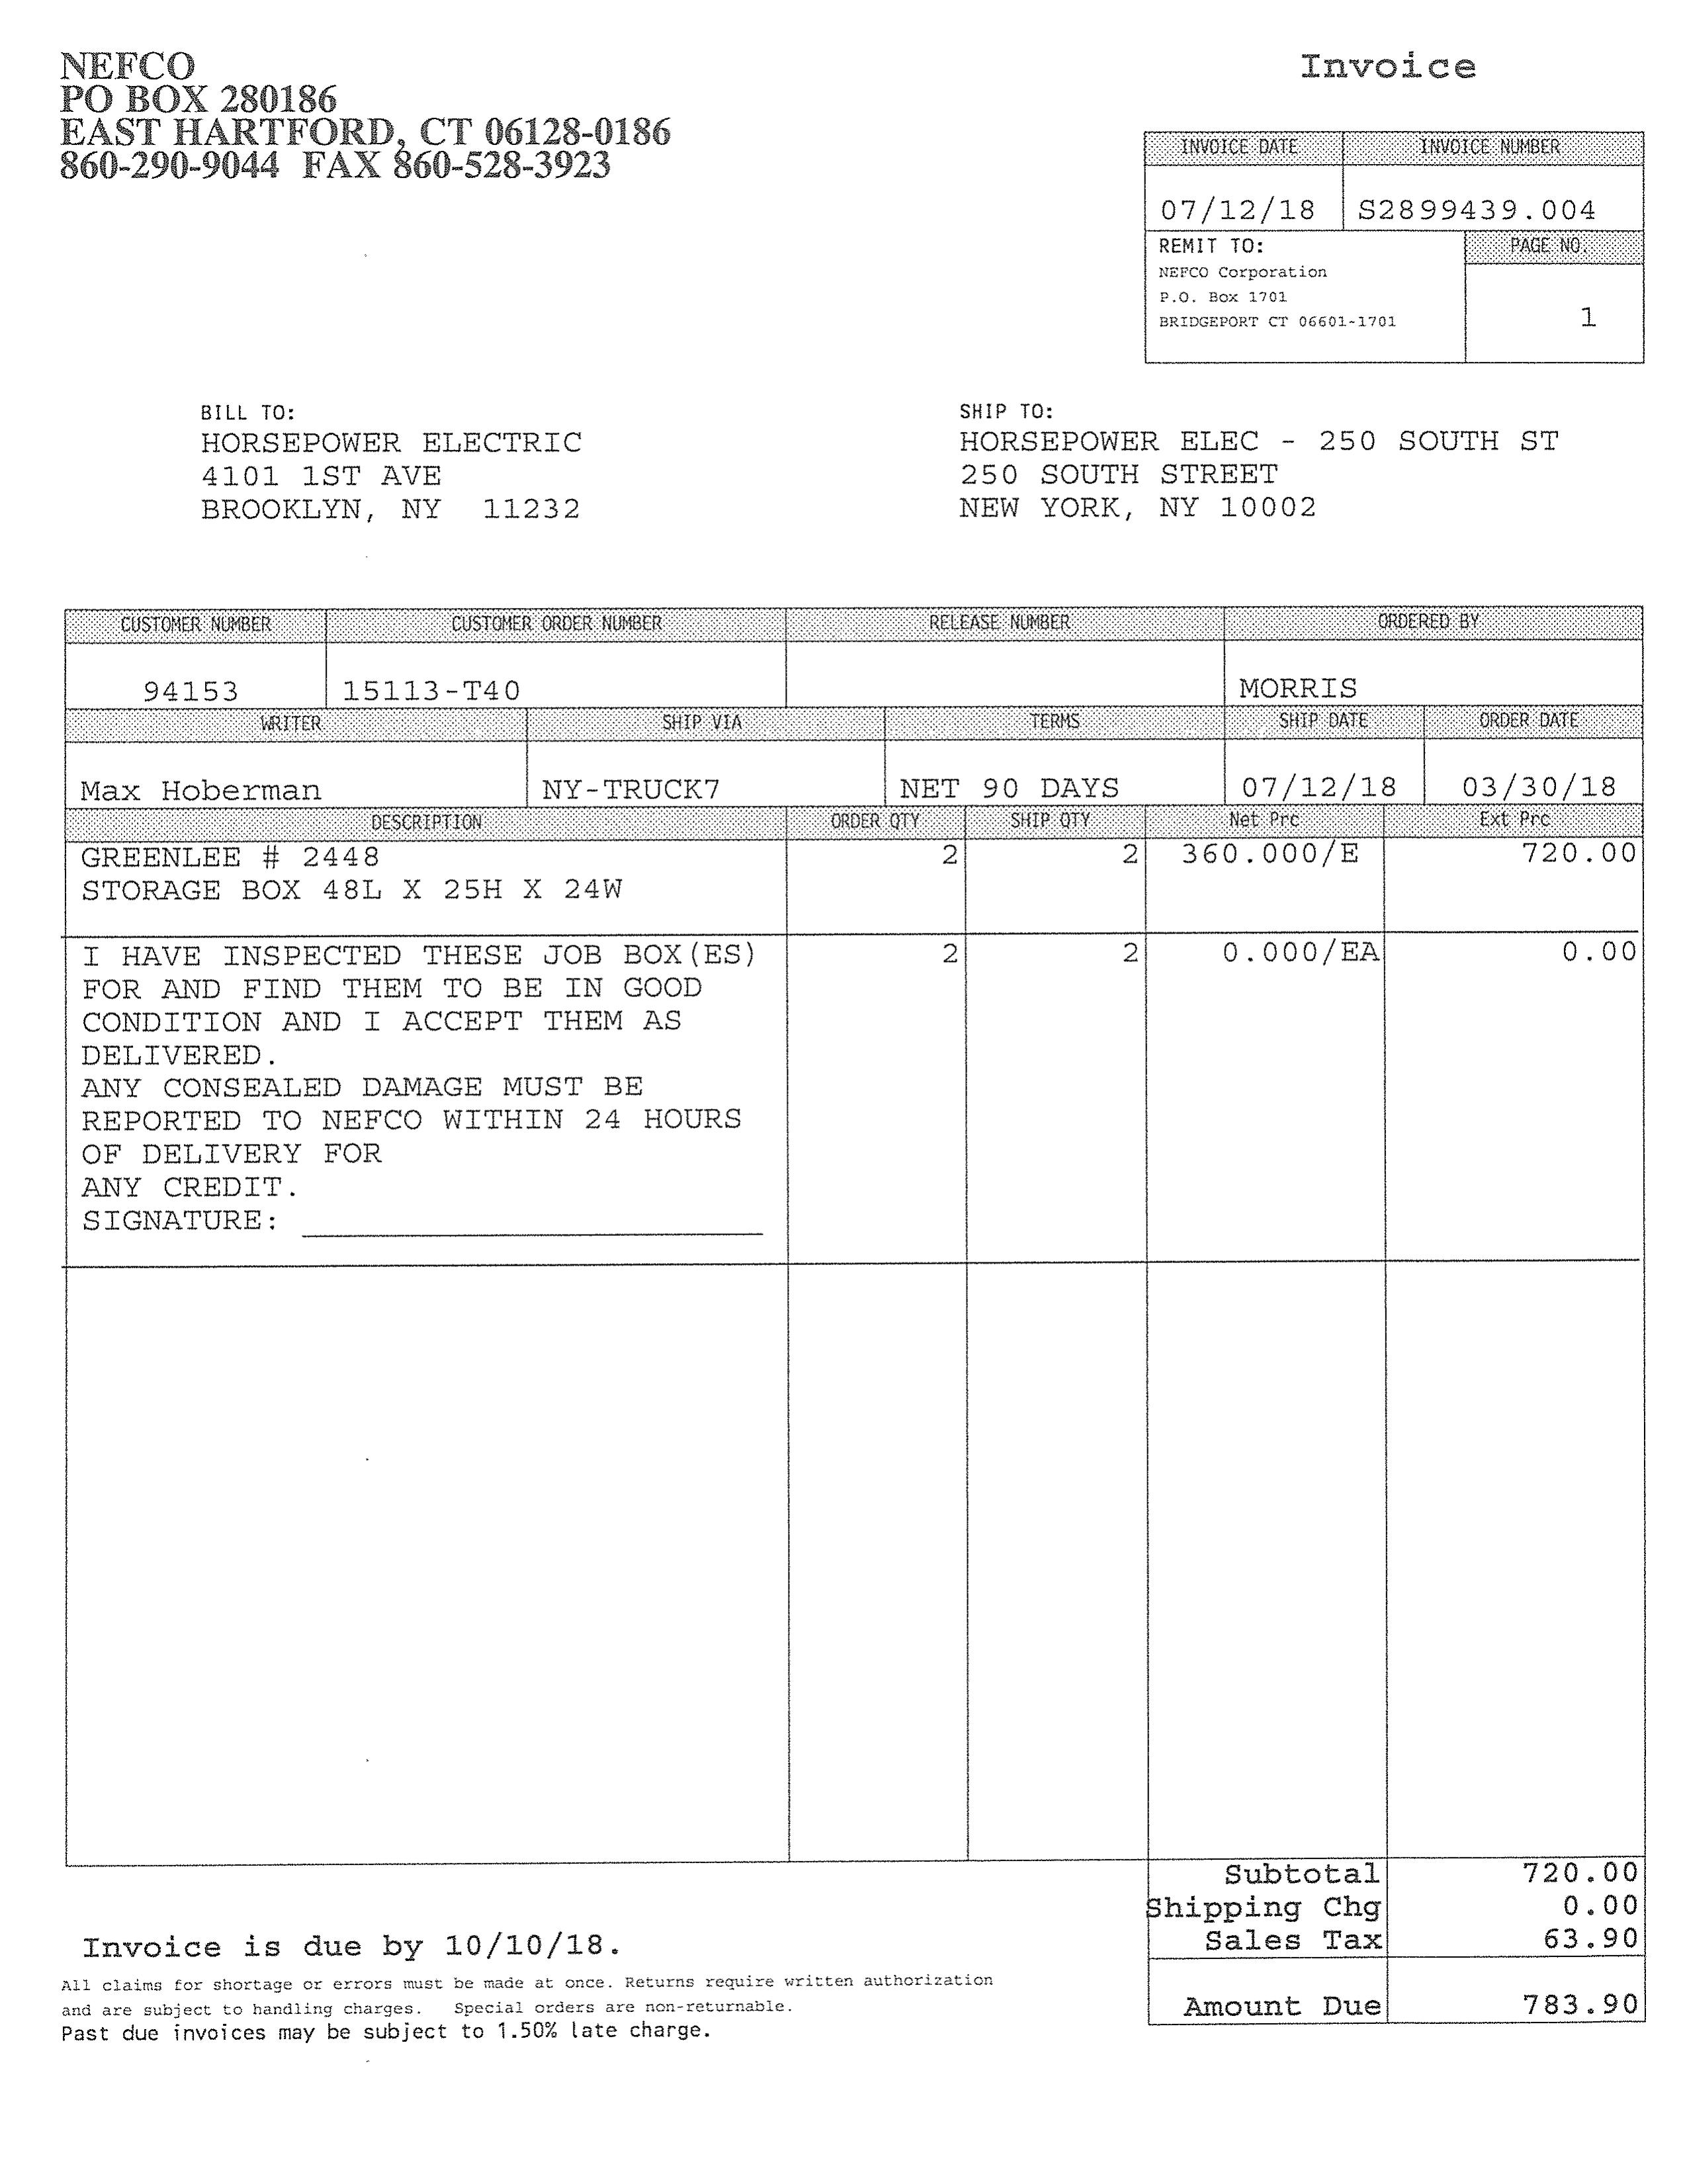 NEFCO
PO BOX 280186
EAST HARTFORD, CT 06128-0186
860-290-9044 FAX 860-528-3923
Invoice
INVOICE DATE INVOICE NUMBER
07/12/18 S2899439.004
REMIT TO: PAGE NO.
NEFCO Corporation
P.O. Box 1701
BRIDGEPORT CT 06601-1701
1
BILL TO:
HORSEPOWER ELECTRIC
4101 1ST AVE
BROOKLYN, NY 11232
SHIP TO:
HORSEPOWER ELEC - 250 SOUTH ST
250 SOUTH STREET
NEW YORK, NY 10002
CUSTOMER NUMBER CUSTOMER ORDER NUMBER RELEASE NUMBER ORDERED BY
94153 15113-T40 MORRIS
WRITER SHIP VIA TERMS SHIP DATE ORDER DATE
Max Hoberman NY-TRUCK7 NET 90 DAYS 07/12/18 03/30/18
DESCRIPTION ORDER QTY SHIP QTY Net Prc Ext Prc
GREENLEE # 2448 2 2 360.000/E 720.00
STORAGE BOX 48L X 25H X 24W
I HAVE INSPECTED THESE JOB BOX(ES) 2 2 0.000/EA 0.00
FOR AND FIND THEM TO BE IN GOOD
CONDITION AND I ACCEPT THEM AS
DELIVERED.
ANY CONSEALED DAMAGE MUST BE
REPORTED TO NEFCO WITHIN 24 HOURS
OF DELIVERY FOR
ANY CREDIT.
SIGNATURE:
Subtotal 720.00
Shipping Chg 0.00
Sales Tax 63.90
Amount Due 783.90
Invoice is due by 10/10/18.
All claims for shortage or errors must be made at once. Returns require written authorization
and are subject to handling charges. Special orders are non-returnable.
Past due invoices may be subject to 1.50% late charge.